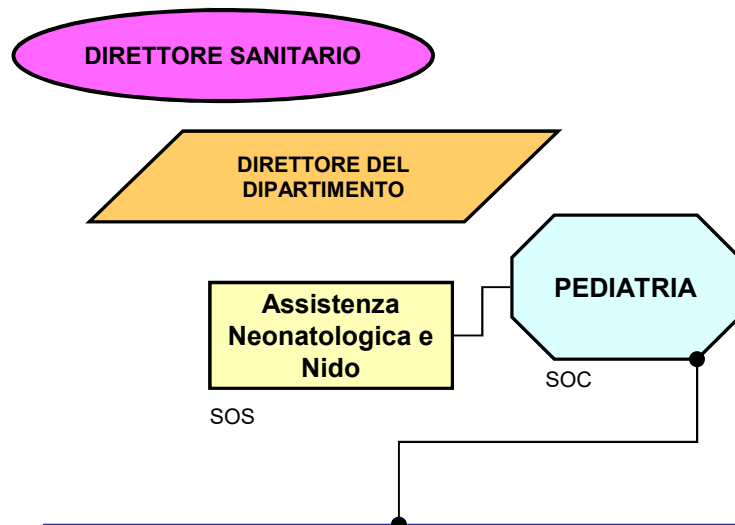 DIRETTORE SANITARIO
DIRETTORE DEL
DIPARTIMENTO
PEDIATRIA
Assistenza
Neonatologica e
Nido
SOC
SOS